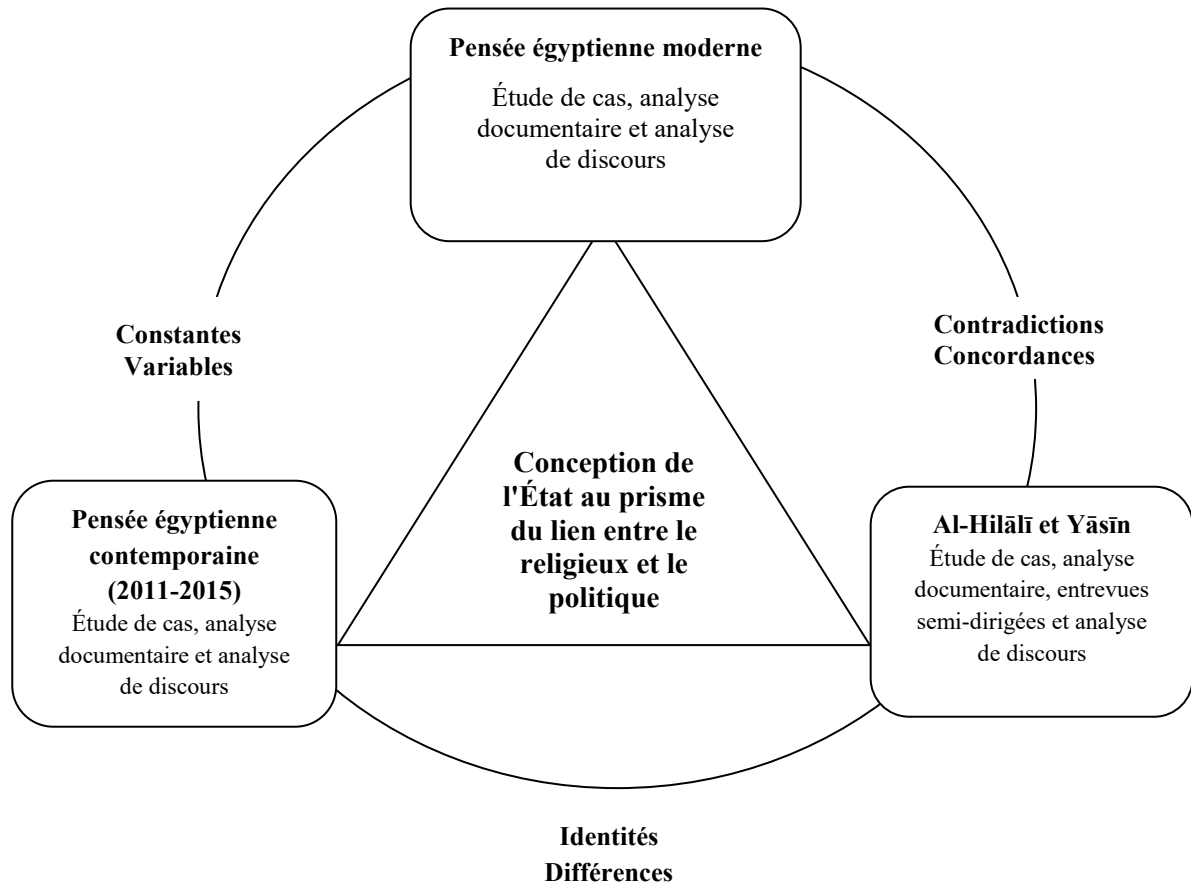 Pensée égyptienne moderne
Étude de cas, analyse
documentaire et analyse
de discours
Constantes
Variables
Contradictions
Concordances
Conception de
l'État au prisme
du lien entre le
religieux et le
politique
Pensée égyptienne
contemporaine
(2011-2015)
Étude de cas, analyse
documentaire et analyse
de discours
Al-Hilālī et Yāsīn
Étude de cas, analyse
documentaire, entrevues
semi-dirigées et analyse
de discours
Identités
Différences